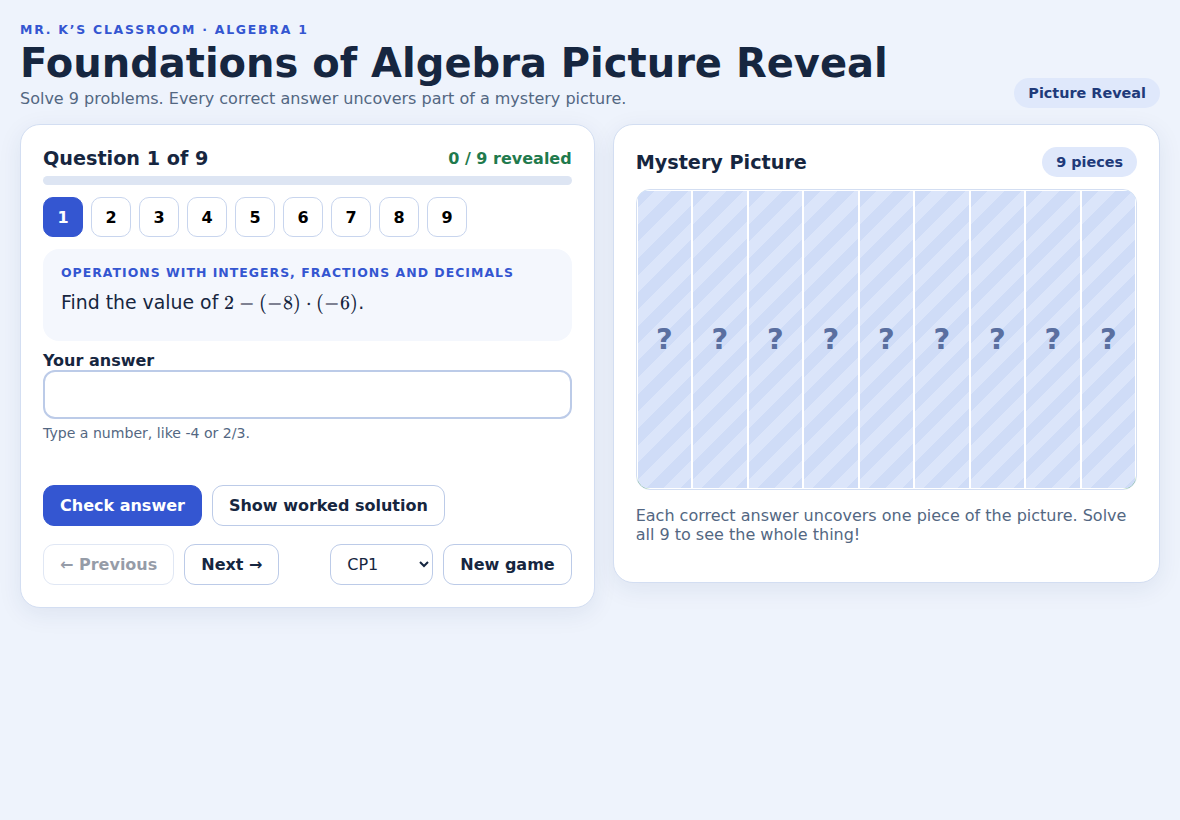 MR. K’S CLASSROOM · ALGEBRA 1
Foundations of Algebra Picture Reveal
Solve 9 problems. Every correct answer uncovers part of a mystery picture.
Picture Reveal
Question 1 of 9
0 / 9 revealed
1 2 3 4 5 6 7 8 9
OPERATIONS WITH INTEGERS, FRACTIONS AND DECIMALS
Find the value of 2 − (−8) · (−6).
Your answer
Type a number, like -4 or 2/3.
Check answer
Show worked solution
← Previous
Next →
CP1
New game
Mystery Picture
9 pieces
? ? ? ? ? ? ? ? ?
Each correct answer uncovers one piece of the picture. Solve
all 9 to see the whole thing!